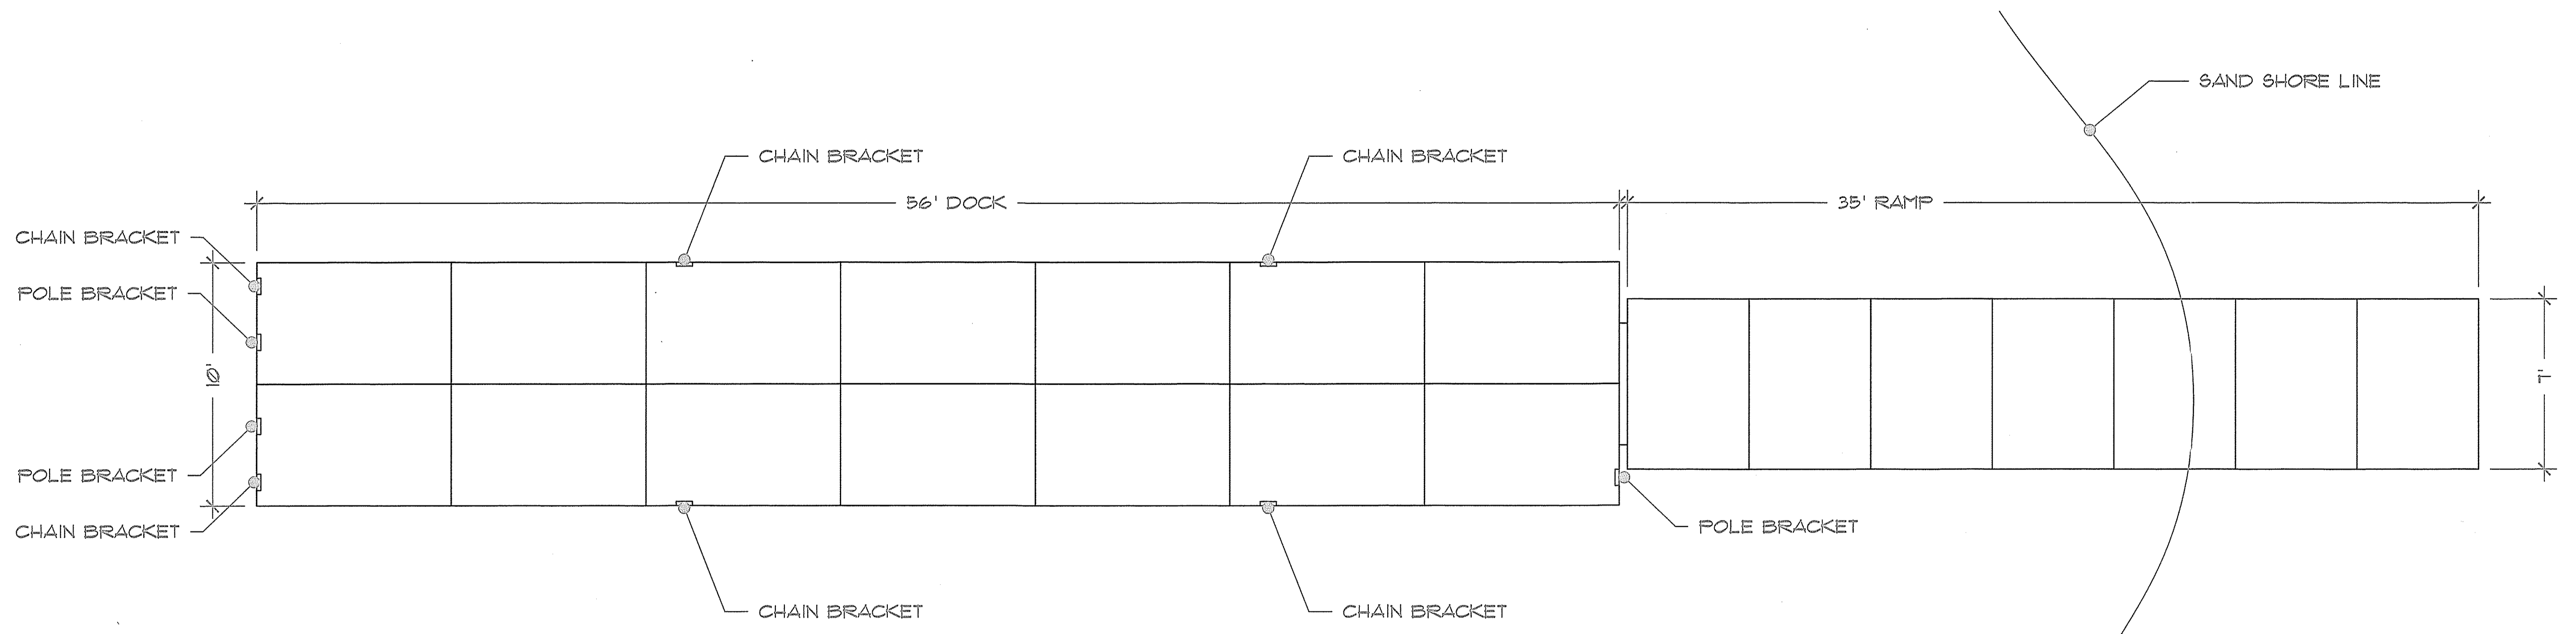 SAND SHORE LINE
CHAIN BRACKET
CHAIN BRACKET
56' DOCK
35' RAMP
CHAIN BRACKET
POLE BRACKET
10'
7'
POLE BRACKET
CHAIN BRACKET
POLE BRACKET
CHAIN BRACKET
CHAIN BRACKET